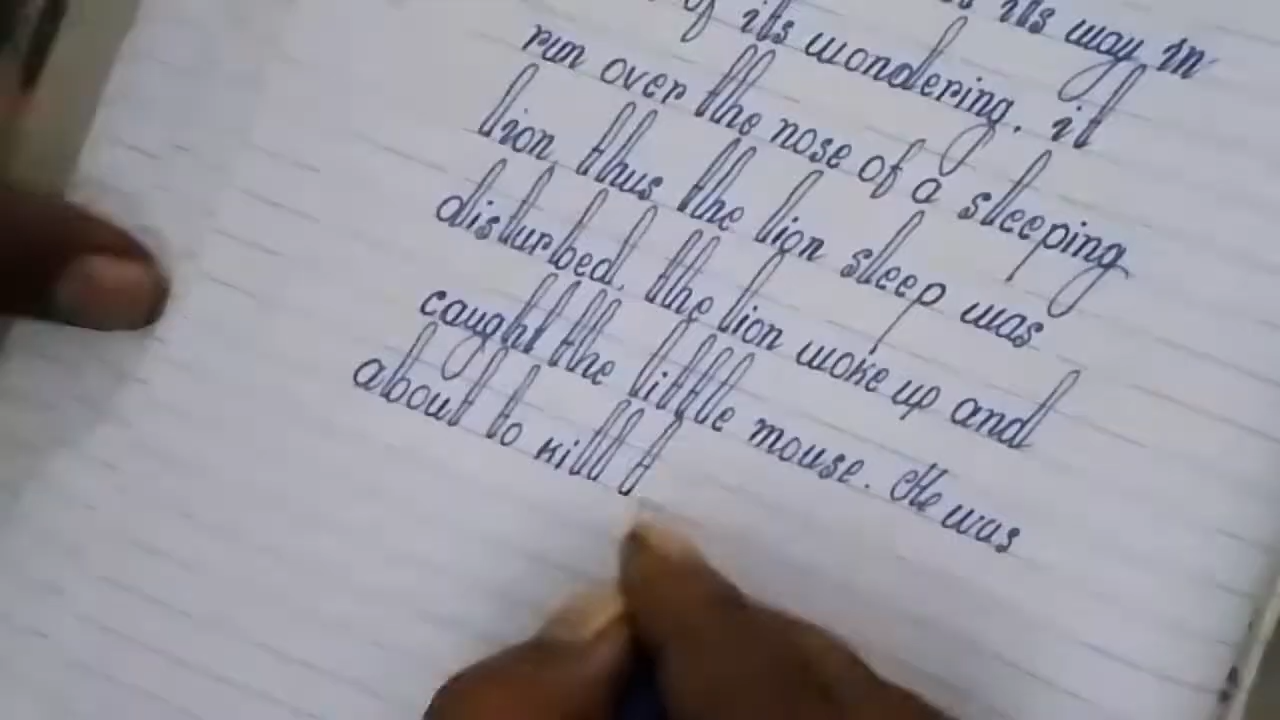 its way in
of its wondering. it
run over the nose of a sleeping
lion, thus the lion sleep was
disturbed. the lion woke up and
caught the little mouse. He was
about to kill t